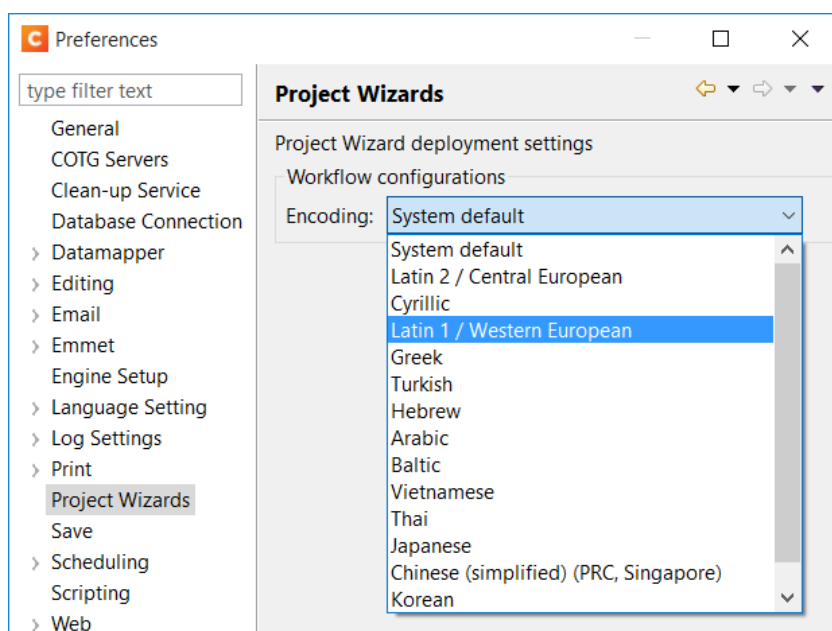 C Preferences
type filter text
General
COTG Servers
Clean-up Service
Database Connection
Datamapper
Editing
Email
Emmet
Engine Setup
Language Setting
Log Settings
Print
Project Wizards
Save
Scheduling
Scripting
Web
Project Wizards
Project Wizard deployment settings
Workflow configurations
Encoding: System default
System default
Latin 2 / Central European
Cyrillic
Latin 1 / Western European
Greek
Turkish
Hebrew
Arabic
Baltic
Vietnamese
Thai
Japanese
Chinese (simplified) (PRC, Singapore)
Korean